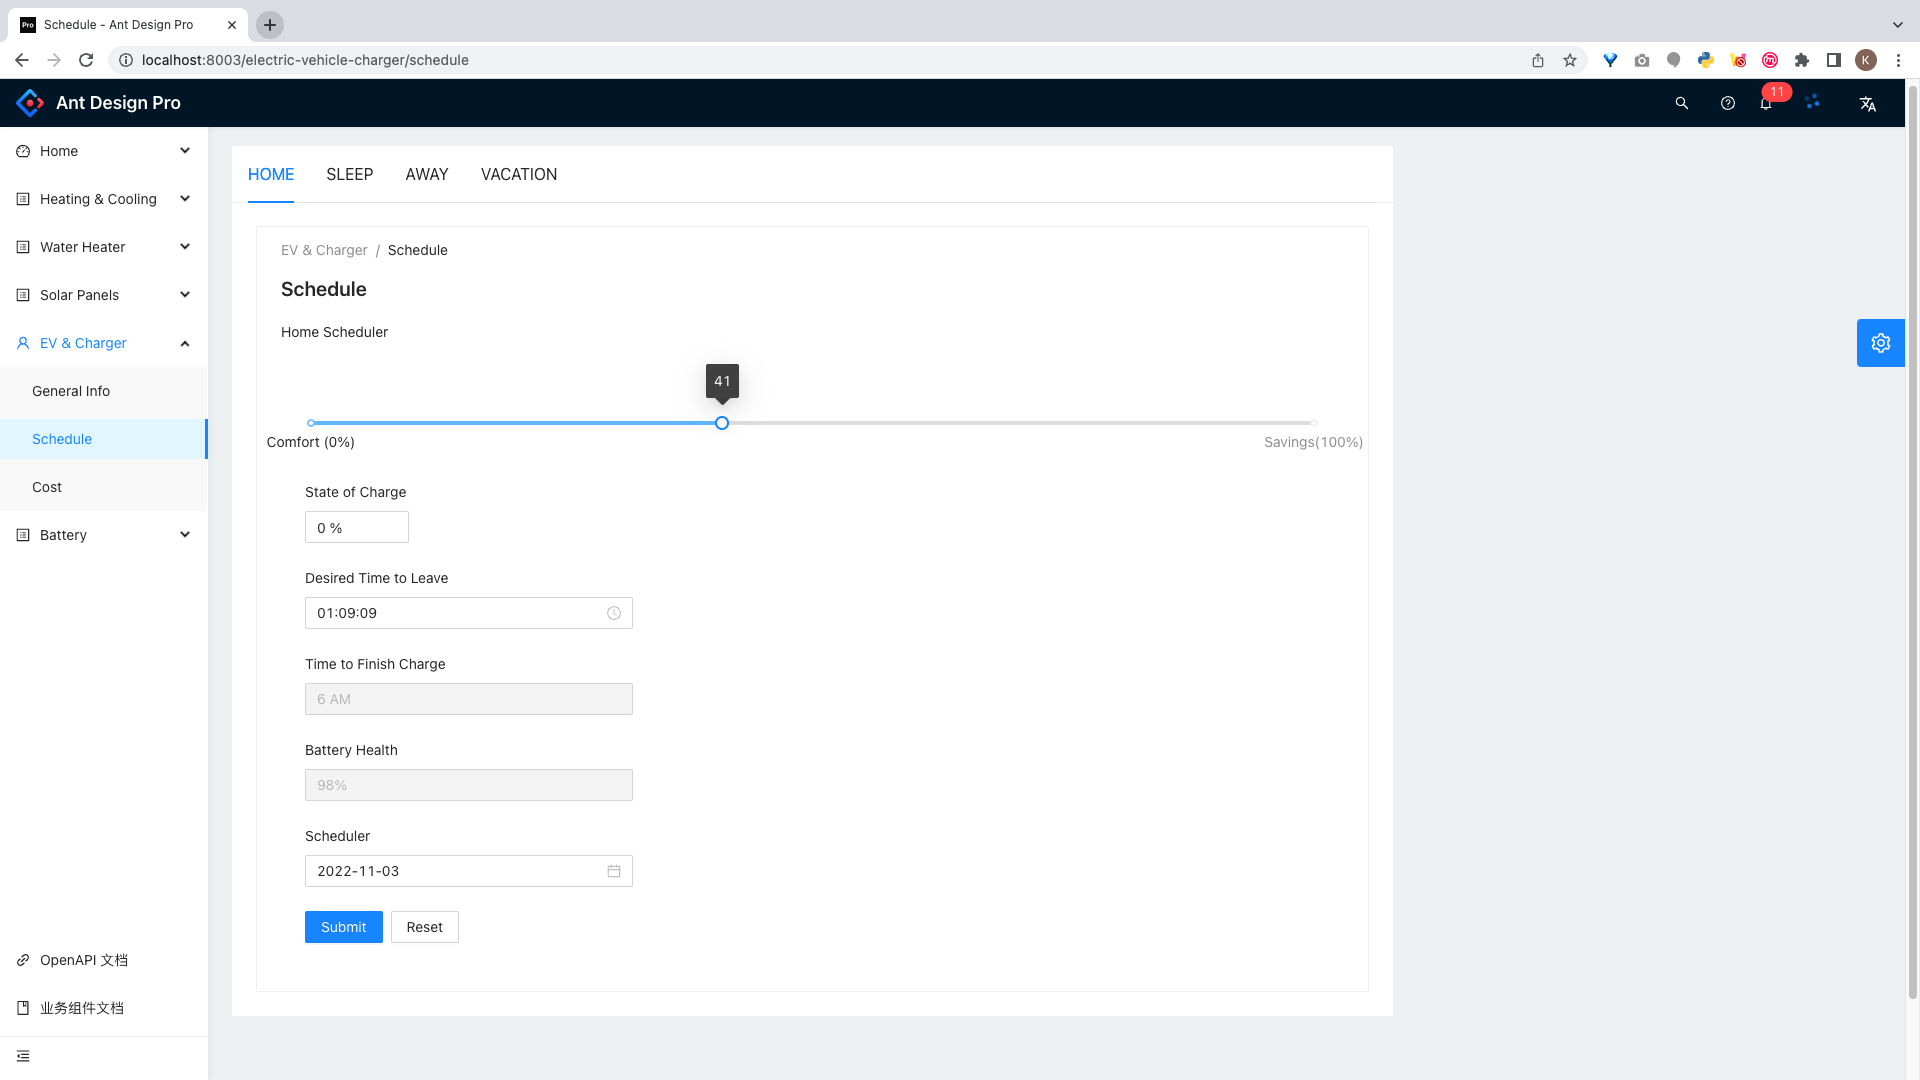 Pro Schedule - Ant Design Pro
localhost:8003/electric-vehicle-charger/schedule
K
Ant Design Pro
11
Home
Heating & Cooling
Water Heater
Solar Panels
EV & Charger
General Info
Schedule
Cost
Battery
OpenAPI 文档
业务组件文档
HOME SLEEP AWAY VACATION
EV & Charger / Schedule
Schedule
Home Scheduler
41
Comfort (0%) Savings(100%)
State of Charge
0 %
Desired Time to Leave
01:09:09
Time to Finish Charge
6 AM
Battery Health
98%
Scheduler
2022-11-03
Submit Reset